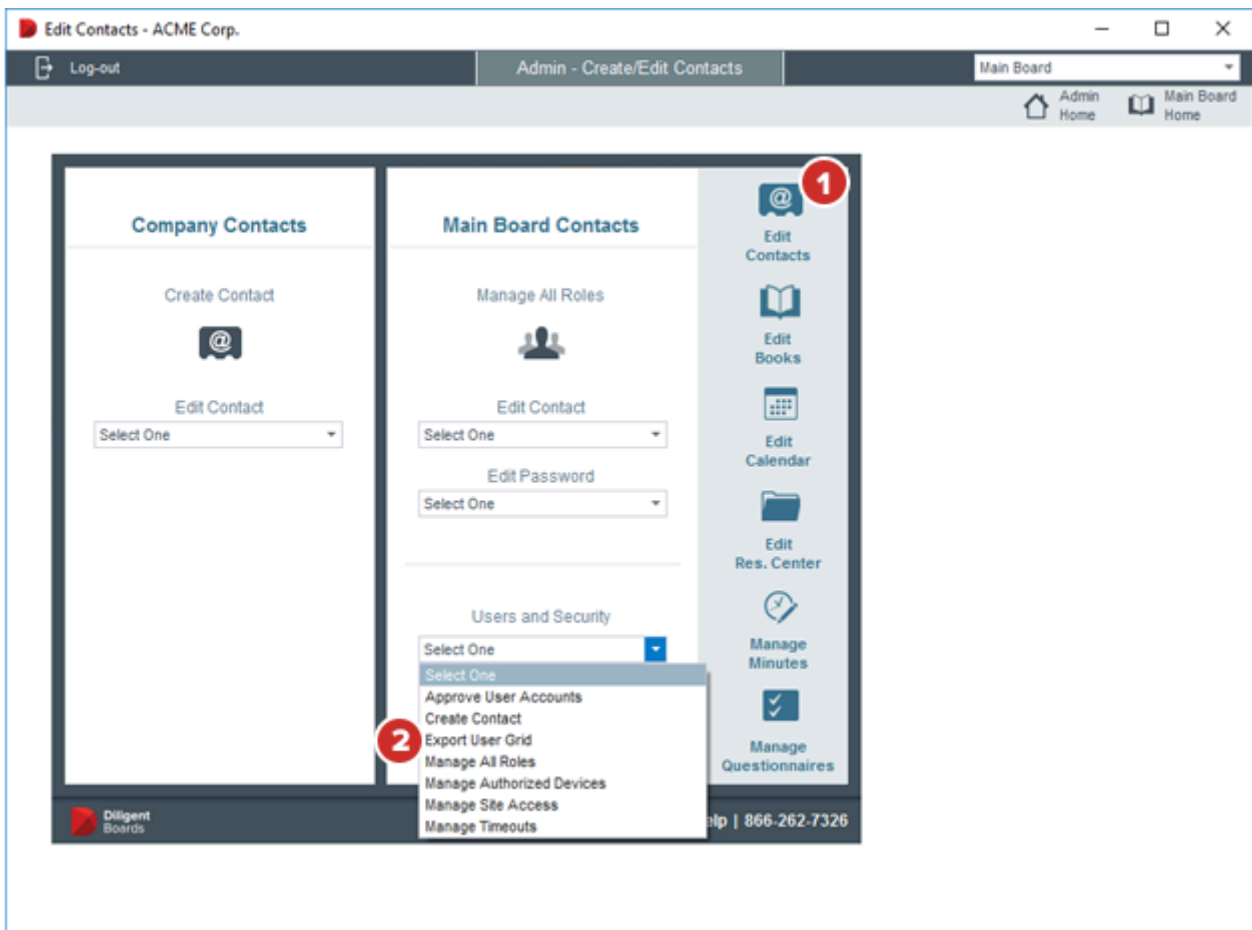 Edit Contacts - ACME Corp.
Log-out
Admin - Create/Edit Contacts
Main Board
Admin
Home
Main Board
Home
Company Contacts
Create Contact
@
Edit Contact
Select One
Main Board Contacts
Manage All Roles
Edit Contact
Select One
Edit Password
Select One
Users and Security
Select One
Select One
Approve User Accounts
Create Contact
2
Export User Grid
Manage All Roles
Manage Authorized Devices
Manage Site Access
Manage Timeouts
1
@
Edit
Contacts
Edit
Books
Edit
Calendar
Edit
Res. Center
Manage
Minutes
Manage
Questionnaires
Diligent
Boards
elp | 866-262-7326